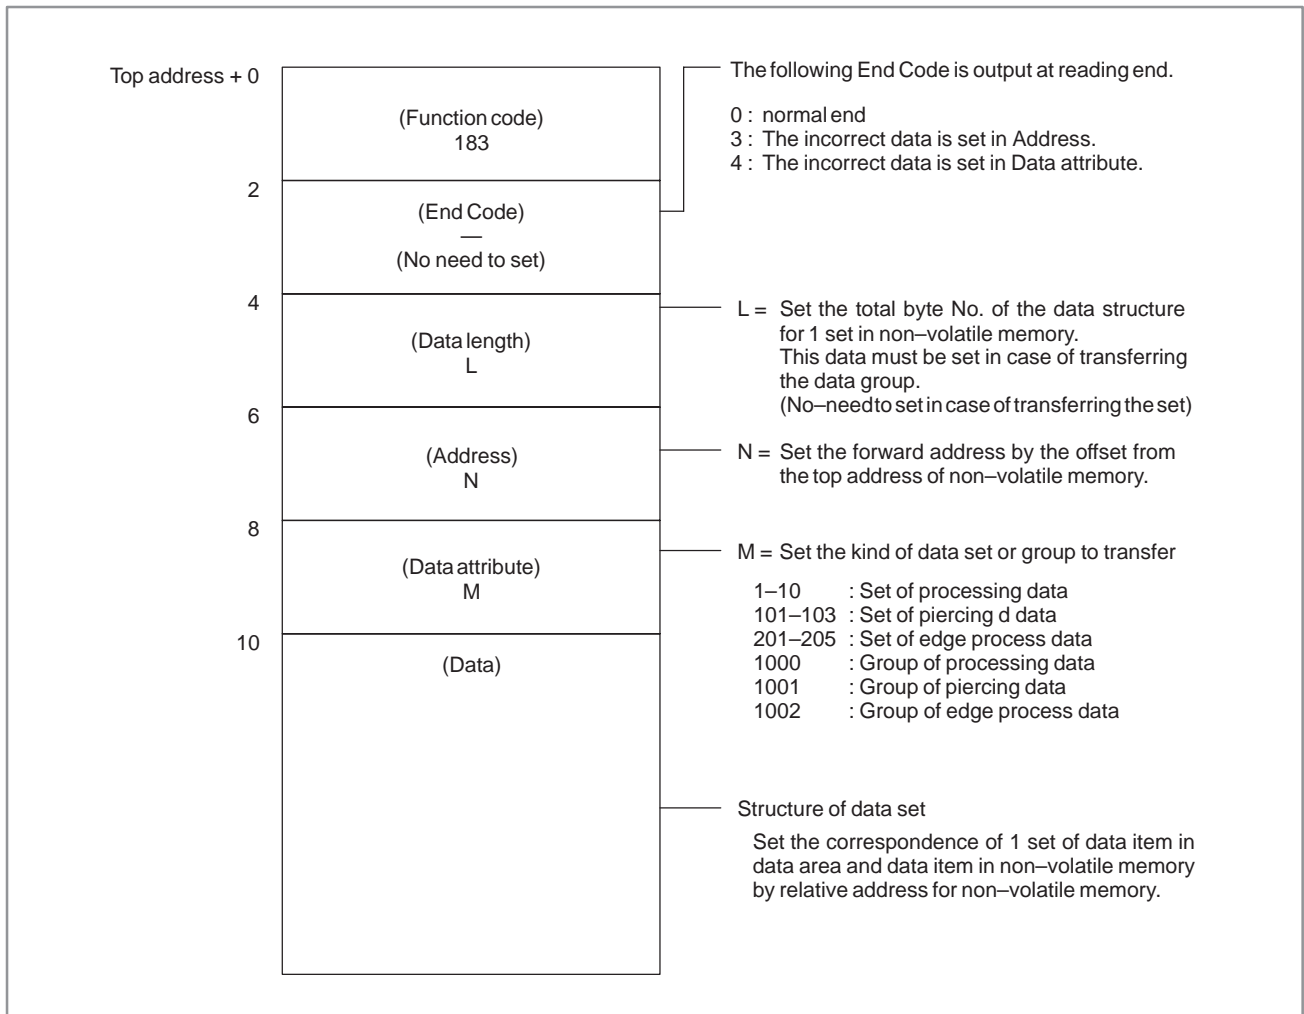 Top address + 0
(Function code)
183
2
(End Code)
—
(No need to set)
4
(Data length)
L
6
(Address)
N
8
(Data attribute)
M
10
(Data)
The following End Code is output at reading end.
0 : normal end
3 : The incorrect data is set in Address.
4 : The incorrect data is set in Data attribute.
L = Set the total byte No. of the data structure
for 1 set in non–volatile memory.
This data must be set in case of transferring
the data group.
(No–need to set in case of transferring the set)
N = Set the forward address by the offset from
the top address of non–volatile memory.
M = Set the kind of data set or group to transfer
1–10 : Set of processing data
101–103 : Set of piercing d data
201–205 : Set of edge process data
1000 : Group of processing data
1001 : Group of piercing data
1002 : Group of edge process data
Structure of data set
Set the correspondence of 1 set of data item in
data area and data item in non–volatile memory
by relative address for non–volatile memory.